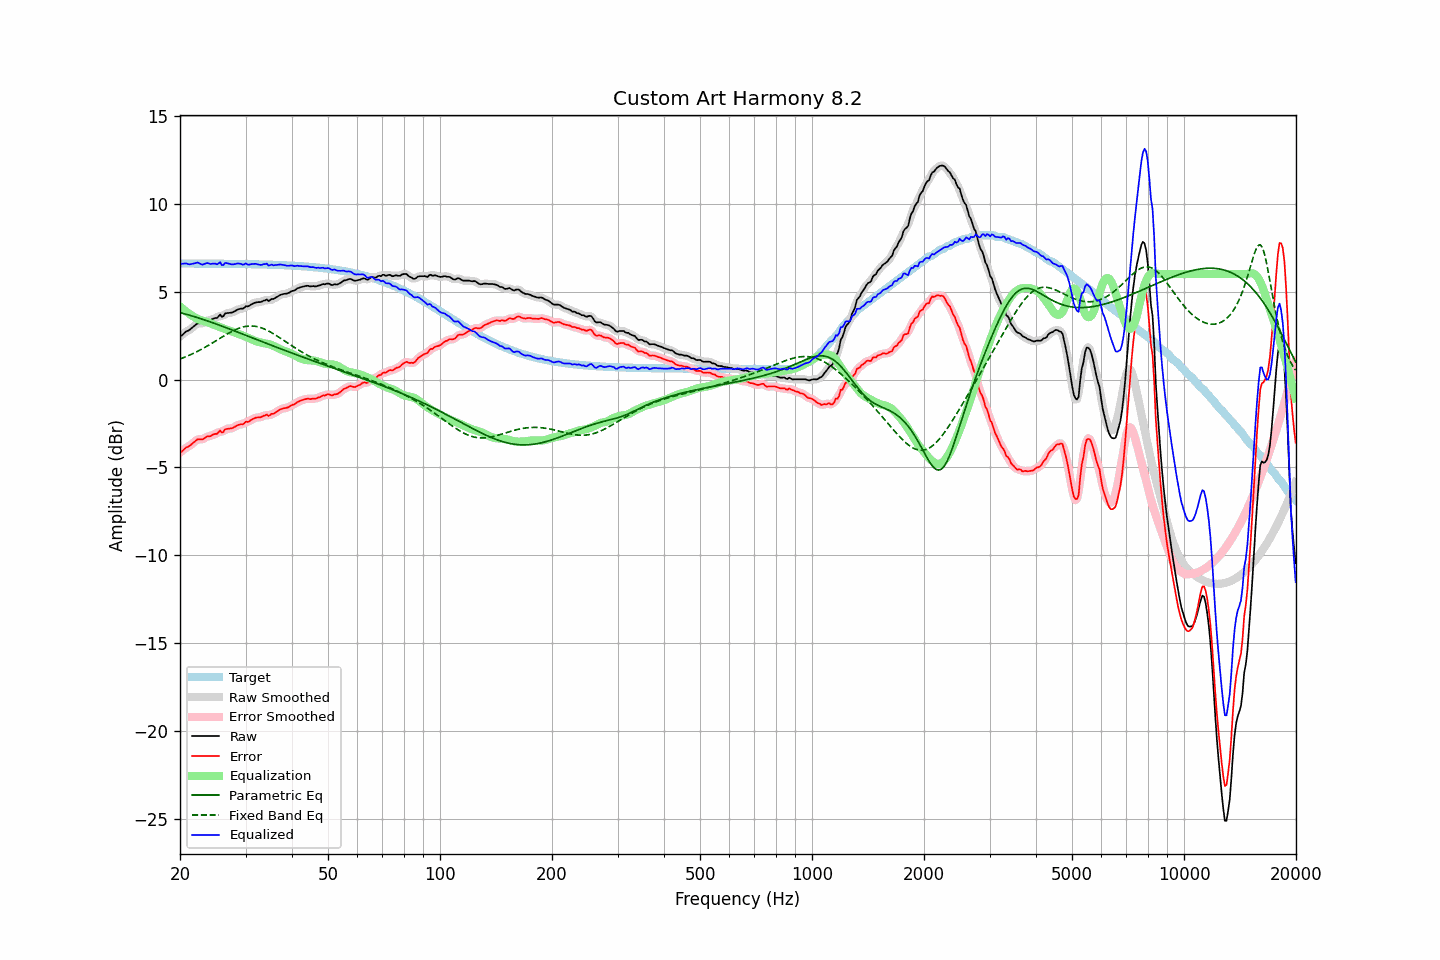 Custom Art Harmony 8.2
15
10
5
0
−5
−10
−15
−20
−25
Amplitude (dBr)
Target
Raw Smoothed
Error Smoothed
Raw
Error
Equalization
Parametric Eq
Fixed Band Eq
Equalized
20 50 100 200 500 1000 2000 5000 10000 20000
Frequency (Hz)